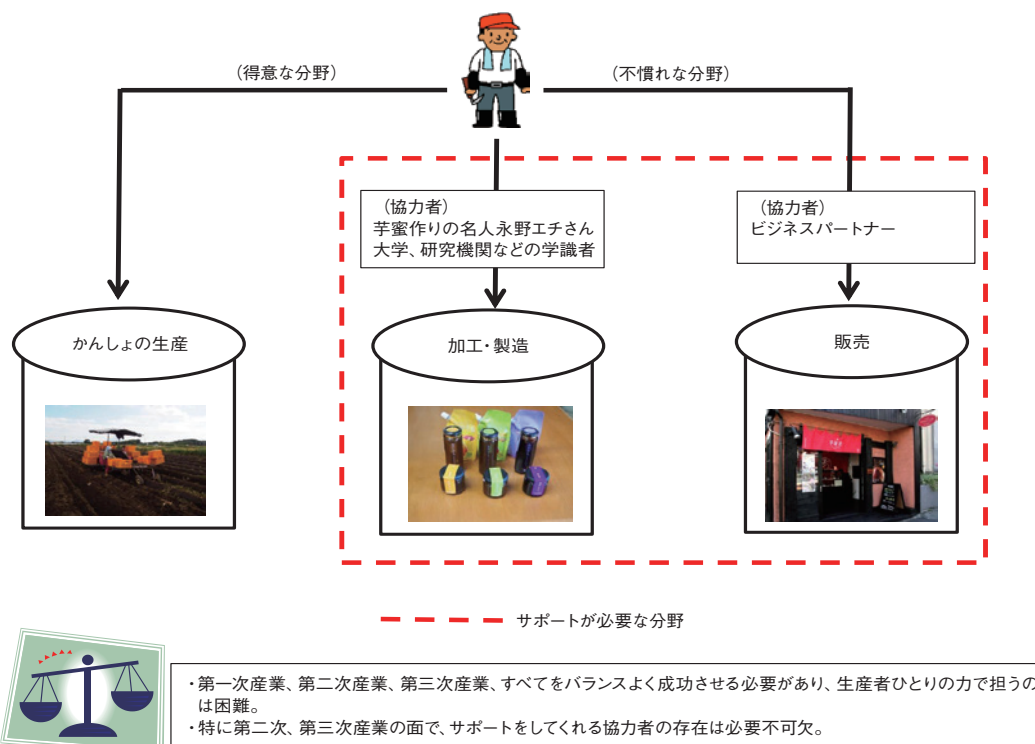 （得意な分野）
（不慣れな分野）
（協力者）
芋蜜作りの名人永野エチさん
大学、研究機関などの学識者
（協力者）
ビジネスパートナー
かんしょの生産
加工・製造
販売
サポートが必要な分野
・第一次産業、第二次産業、第三次産業、すべてをバランスよく成功させる必要があり、生産者ひとりの力で担うの
は困難。
・特に第二次、第三次産業の面で、サポートをしてくれる協力者の存在は必要不可欠。